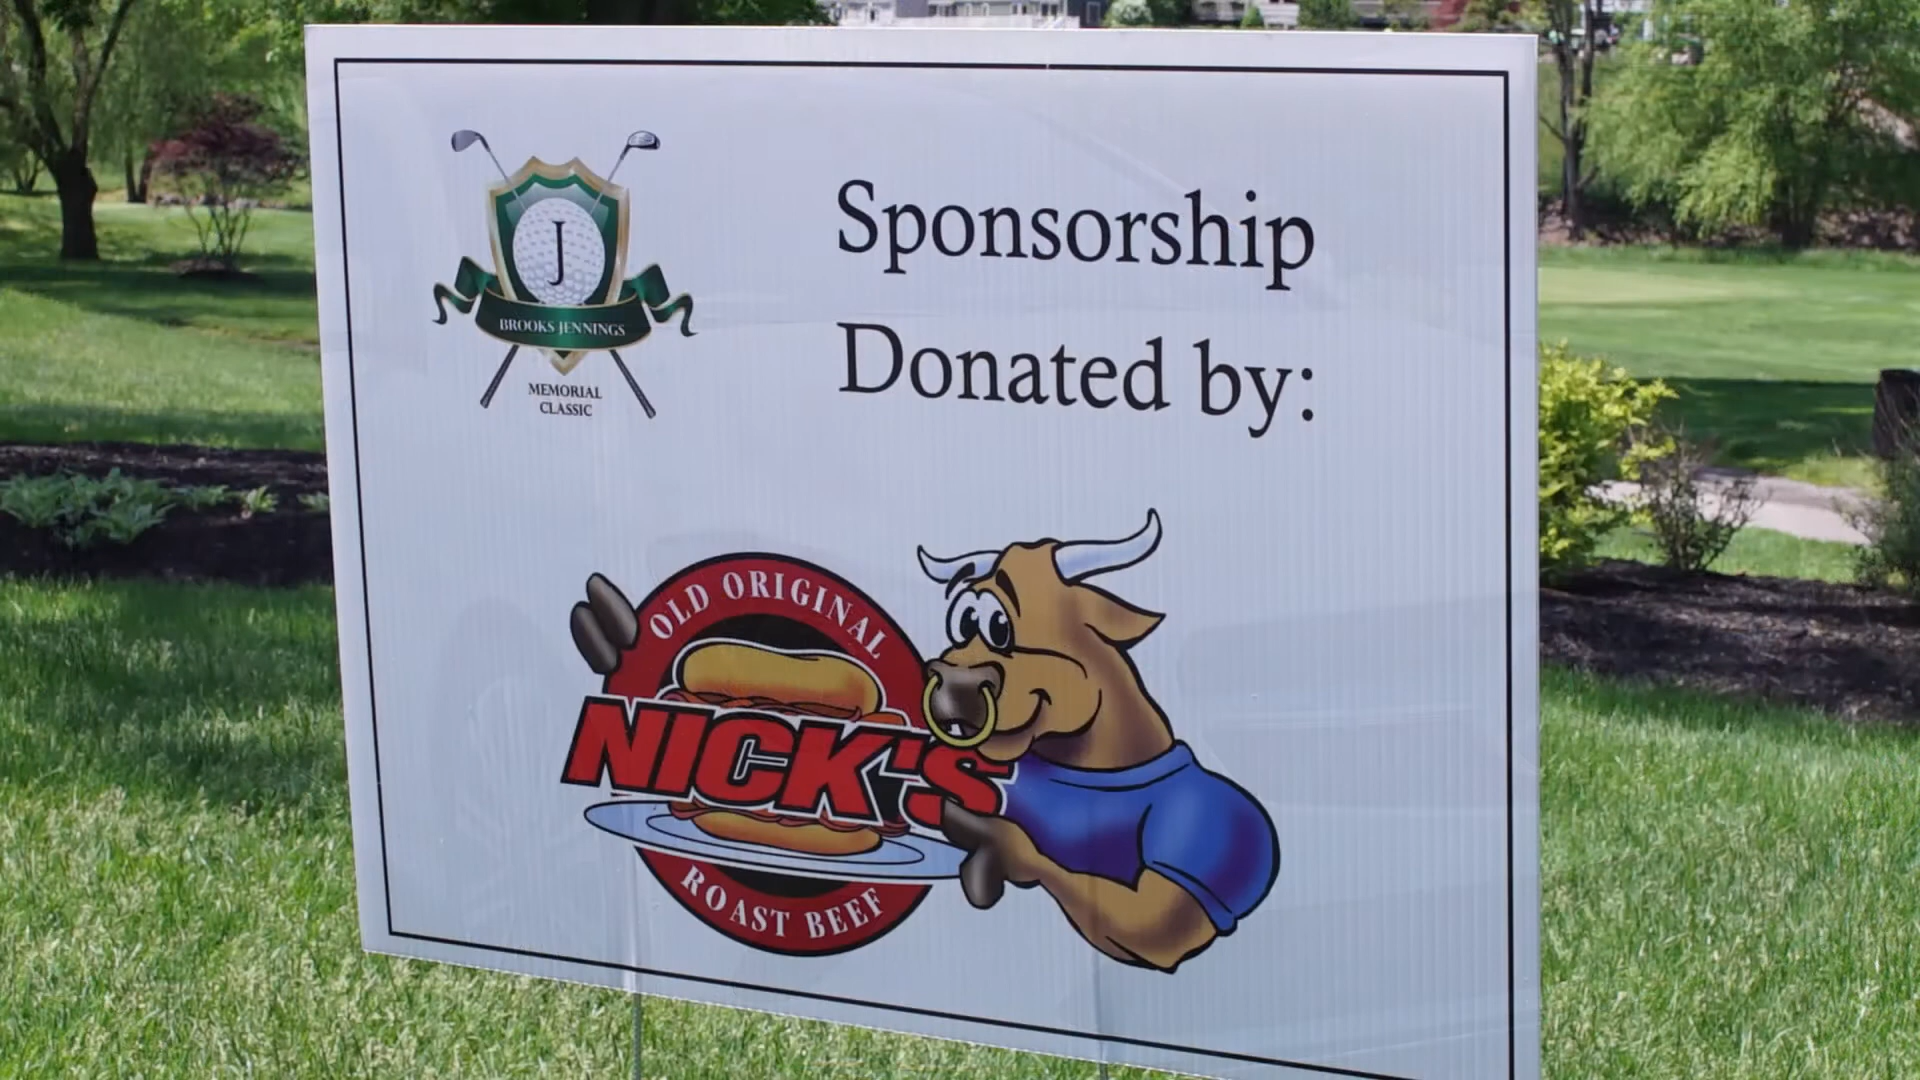 J
BROOKS JENNINGS
MEMORIAL
CLASSIC
Sponsorship
Donated by:
OLD ORIGINAL
NICK'S
ROAST BEEF